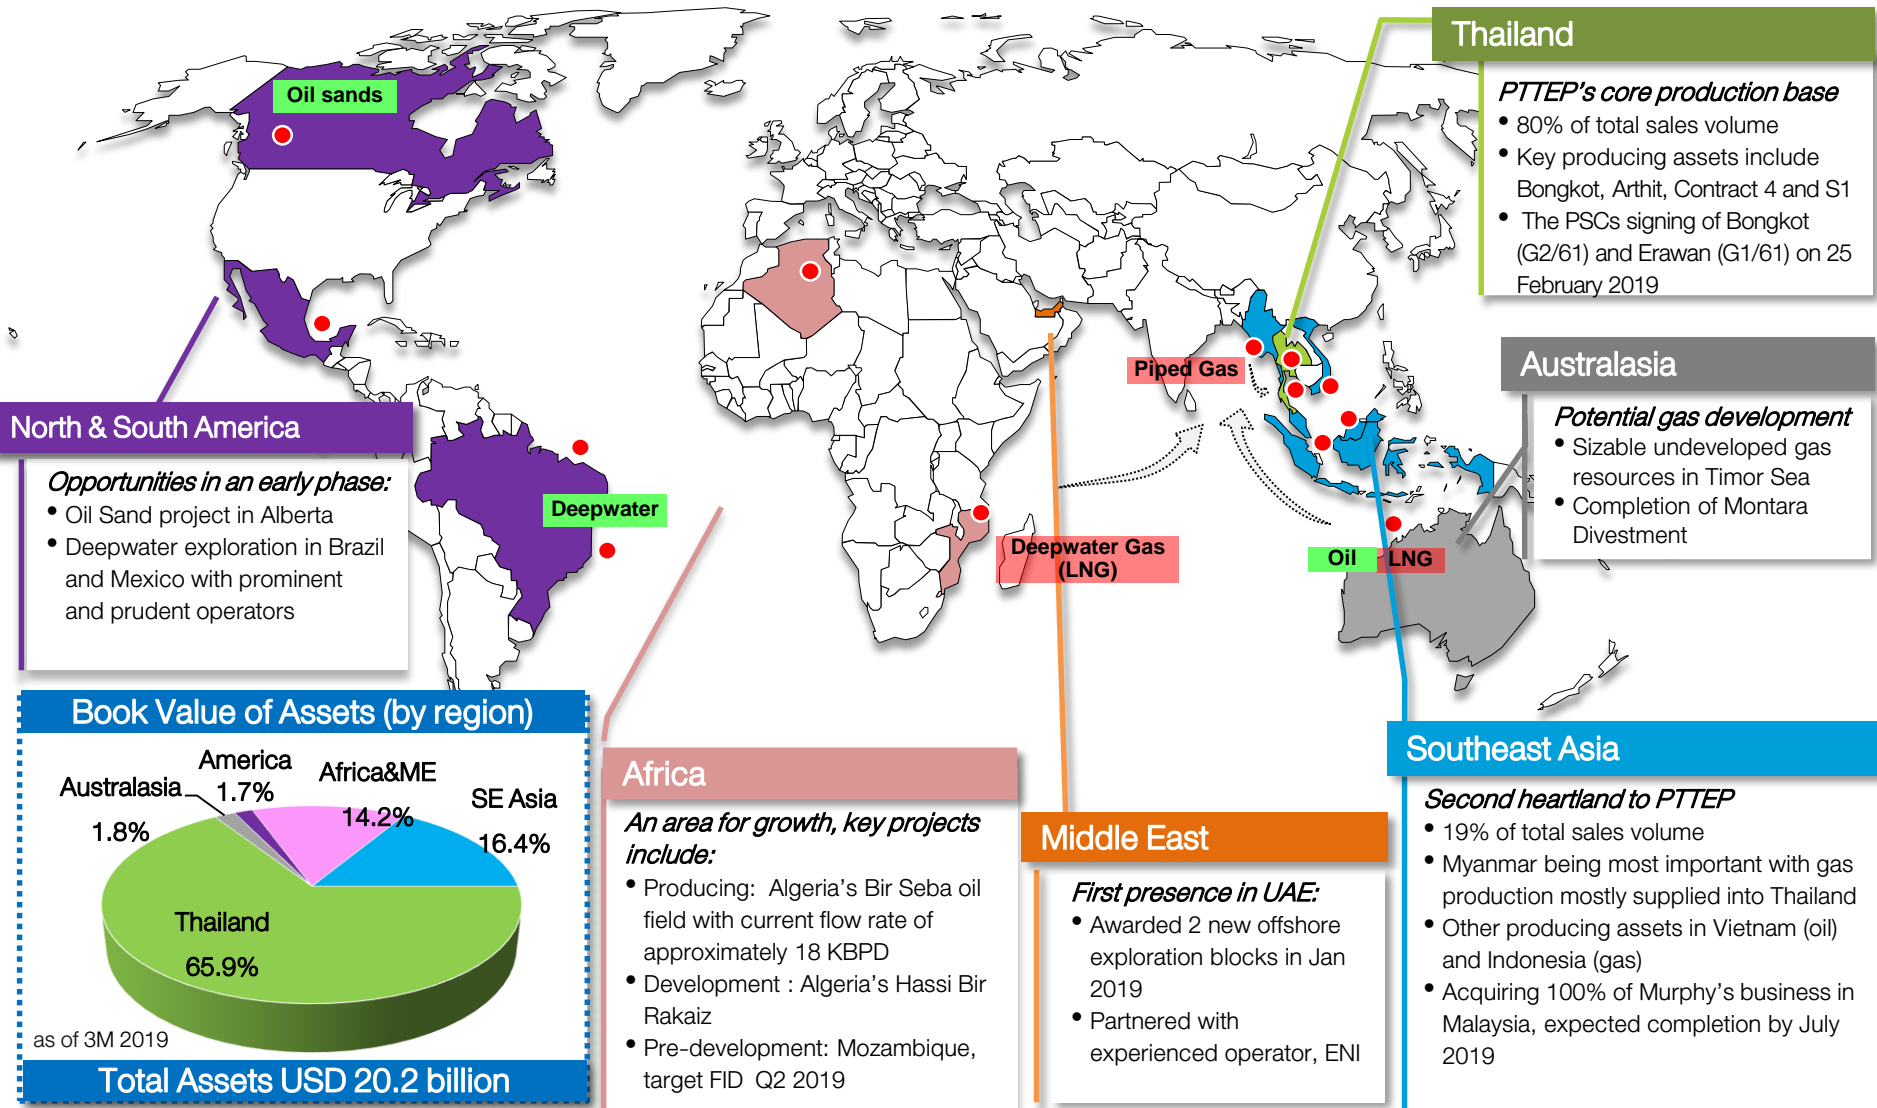 Thailand
PTTEP's core production base
• 80% of total sales volume
• Key producing assets include
Bongkot, Arthit, Contract 4 and S1
• The PSCs signing of Bongkot
(G2/61) and Erawan (G1/61) on 25
February 2019
Oil sands
Piped Gas
Australasia
Potential gas development
• Sizable undeveloped gas
resources in Timor Sea
• Completion of Montara
Divestment
North & South America
Opportunities in an early phase:
• Oil Sand project in Alberta
• Deepwater exploration in Brazil
and Mexico with prominent
and prudent operators
Deepwater
Deepwater Gas
(LNG)
Oil
LNG
Book Value of Assets (by region)
America
1.7%
Africa&ME
14.2%
Australasia
1.8%
SE Asia
16.4%
Thailand
65.9%
as of 3M 2019
Total Assets USD 20.2 billion
Africa
An area for growth, key projects
include:
• Producing: Algeria's Bir Seba oil
field with current flow rate of
approximately 18 KBPD
• Development : Algeria's Hassi Bir
Rakaiz
• Pre-development: Mozambique,
target FID Q2 2019
Middle East
First presence in UAE:
• Awarded 2 new offshore
exploration blocks in Jan
2019
• Partnered with
experienced operator, ENI
Southeast Asia
Second heartland to PTTEP
• 19% of total sales volume
• Myanmar being most important with gas
production mostly supplied into Thailand
• Other producing assets in Vietnam (oil)
and Indonesia (gas)
• Acquiring 100% of Murphy's business in
Malaysia, expected completion by July
2019